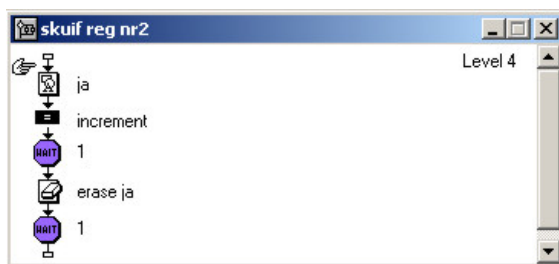 skuif reg nr2
Level 4
ja
=
increment
WAIT 1
erase ja
WAIT 1